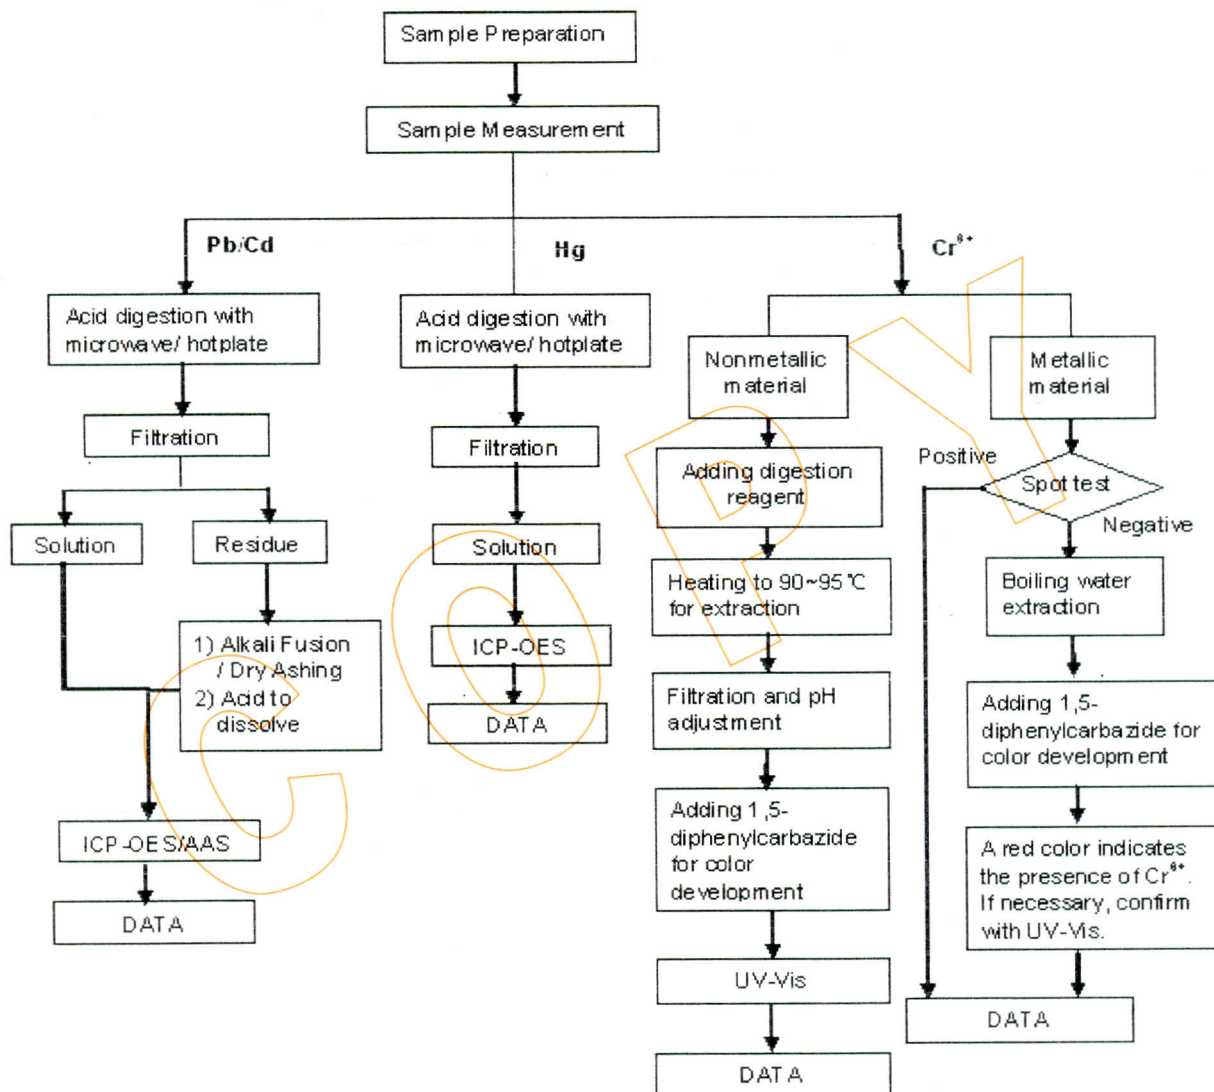 Sample Preparation
Sample Measurement
Pb/Cd
Hg
Cr⁶⁺
Acid digestion with
microwave/ hotplate
Filtration
Solution
Residue
1) Alkali Fusion
/ Dry Ashing
2) Acid to
dissolve
ICP-OES/AAS
DATA
Acid digestion with
microwave/ hotplate
Filtration
Solution
ICP-OES
DATA
Nonmetallic
material
Adding digestion
reagent
Heating to 90~95℃
for extraction
Filtration and pH
adjustment
Adding 1,5-
diphenylcarbazide
for color
development
UV-Vis
DATA
Metallic
material
Spot test
Positive
Negative
Boiling water
extraction
Adding 1,5-
diphenylcarbazide for
color development
A red color indicates
the presence of Cr⁶⁺.
If necessary, confirm
with UV-Vis.
DATA
COPY